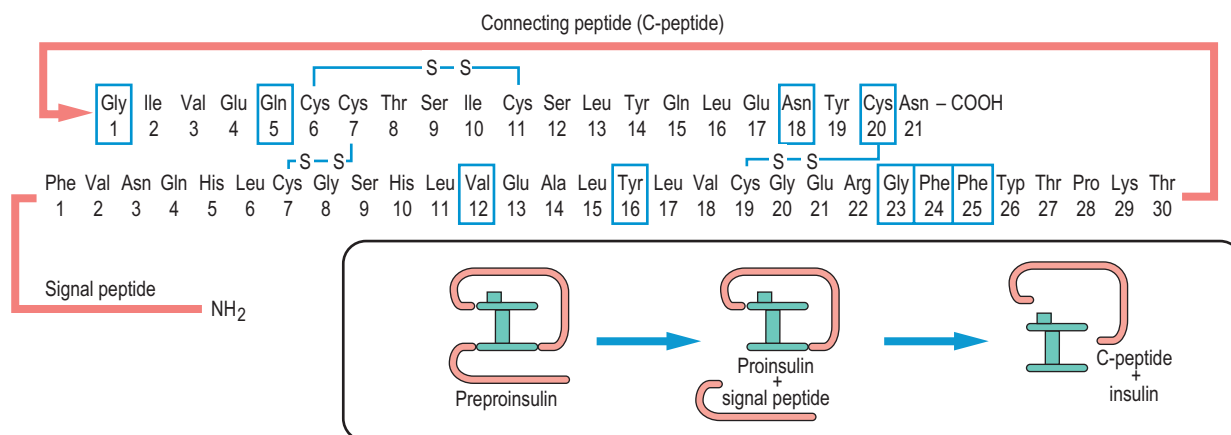 Connecting peptide (C-peptide)
S S
Gly Ile Val Glu Gln Cys Cys Thr Ser Ile Cys Ser Leu Tyr Gln Leu Glu Asn Tyr Cys Asn – COOH
1 2 3 4 5 6 7 8 9 10 11 12 13 14 15 16 17 18 19 20 21
S S S S
Phe Val Asn Gln His Leu Cys Gly Ser His Leu Val Glu Ala Leu Tyr Leu Val Cys Gly Glu Arg Gly Phe Phe Typ Thr Pro Lys Thr
1 2 3 4 5 6 7 8 9 10 11 12 13 14 15 16 17 18 19 20 21 22 23 24 25 26 27 28 29 30
Signal peptide
NH2
Preproinsulin
Proinsulin
+
signal peptide
C-peptide
+
insulin